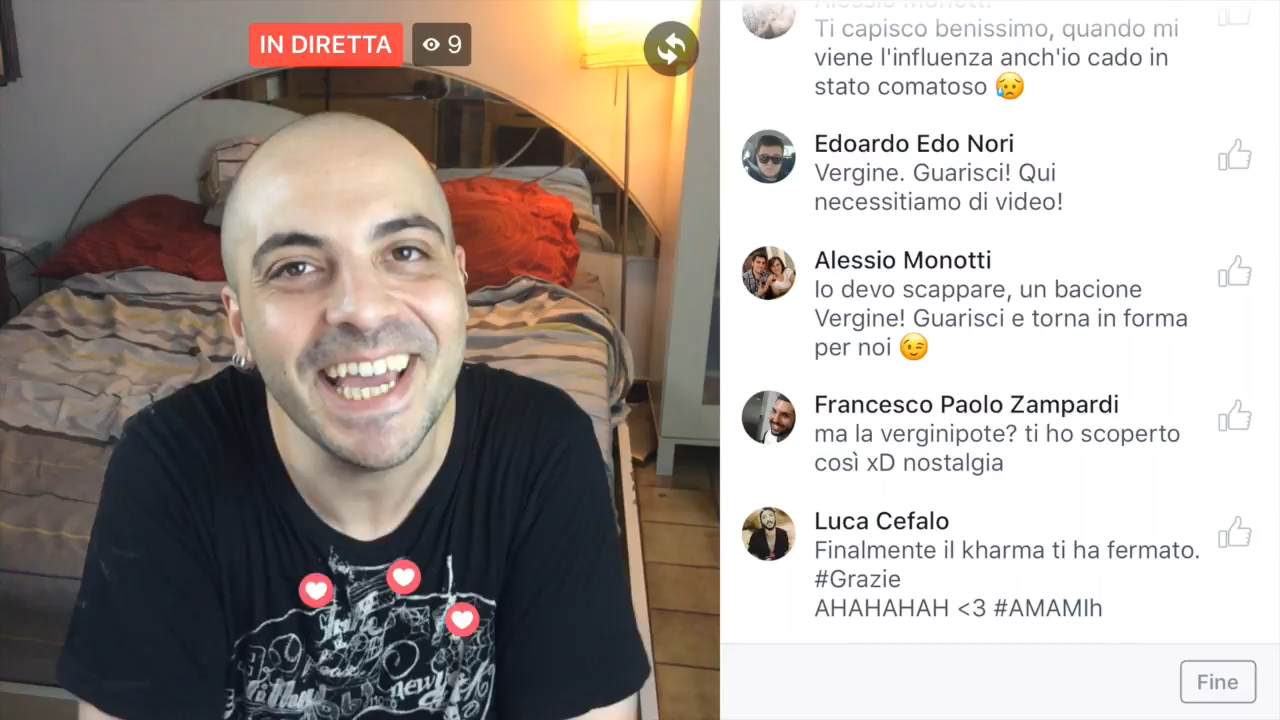 IN DIRETTA
9
Alessio Monotti
Ti capisco benissimo, quando mi
viene l'influenza anch'io cado in
stato comatoso 😥
Edoardo Edo Nori
Vergine. Guarisci! Qui
necessitiamo di video!
Alessio Monotti
Io devo scappare, un bacione
Vergine! Guarisci e torna in forma
per noi 😉
Francesco Paolo Zampardi
ma la verginipote? ti ho scoperto
così xD nostalgia
Luca Cefalo
Finalmente il kharma ti ha fermato.
#Grazie
AHAHAHAH <3 #AMAMIh
Fine
new